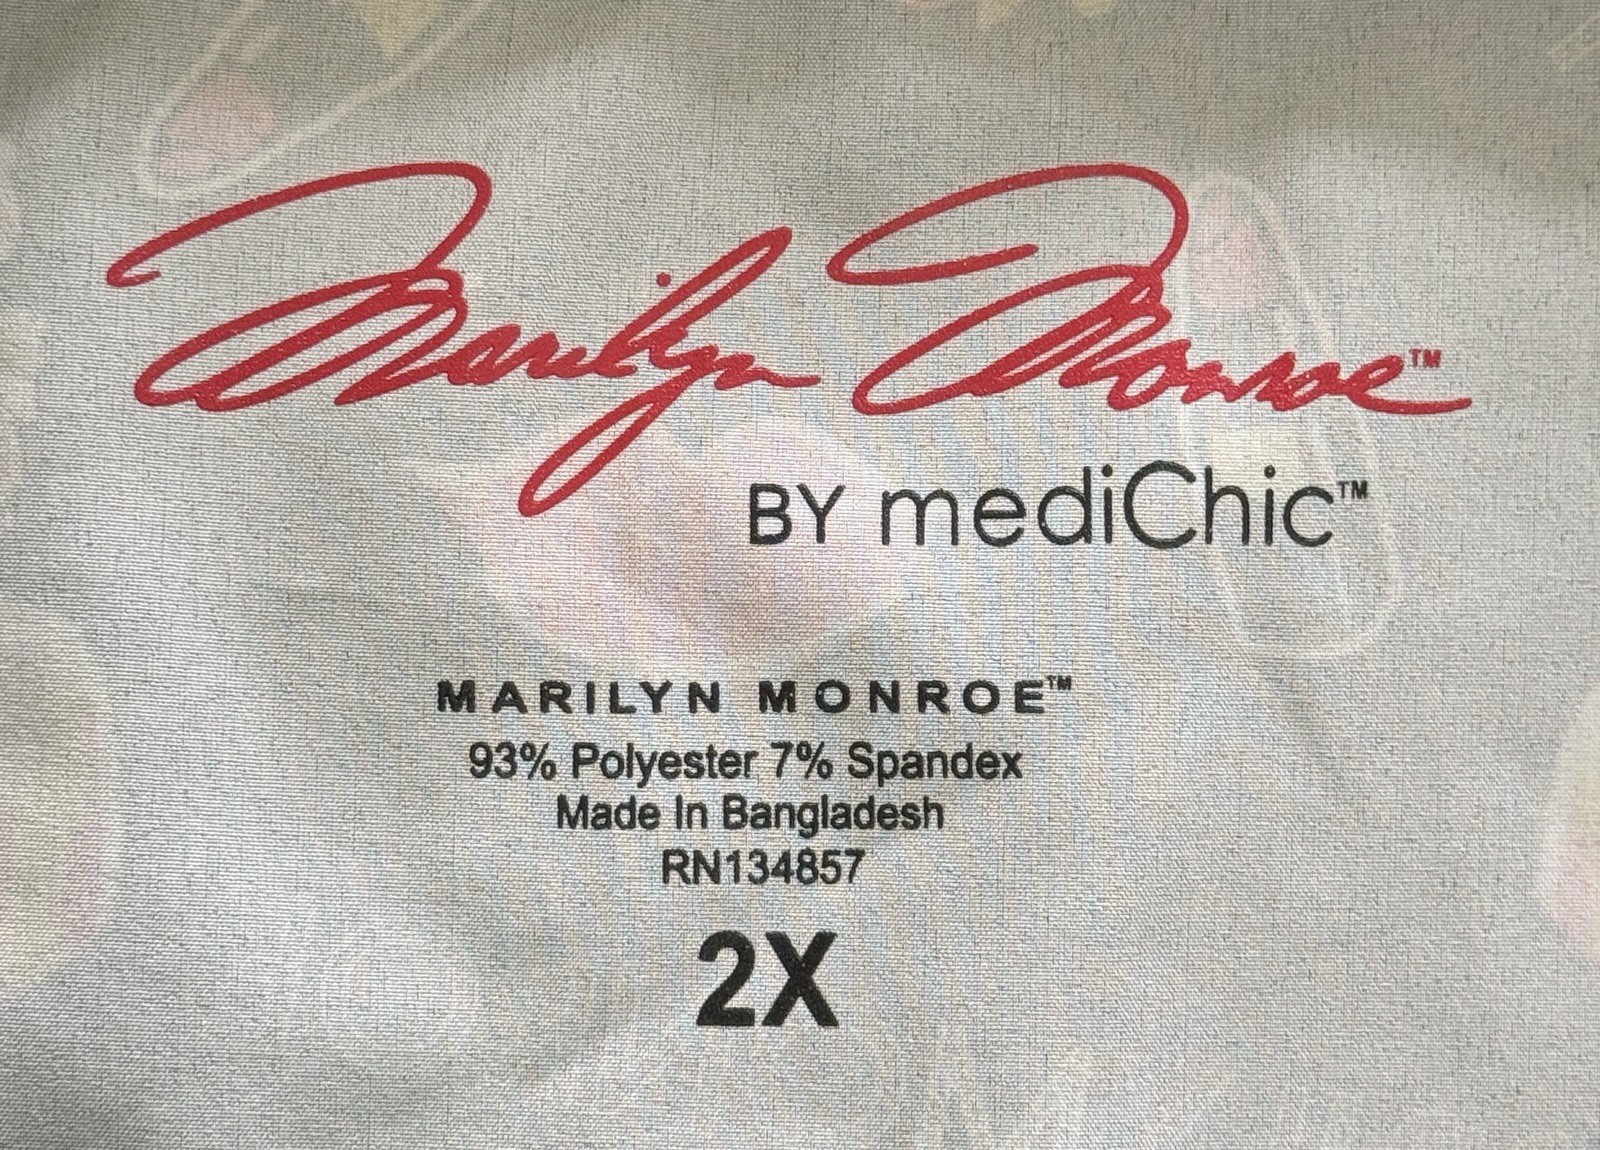 Marilyn Monroe™
BY mediChic™
MARILYN MONROE™
93% Polyester 7% Spandex
Made In Bangladesh
RN134857
2X